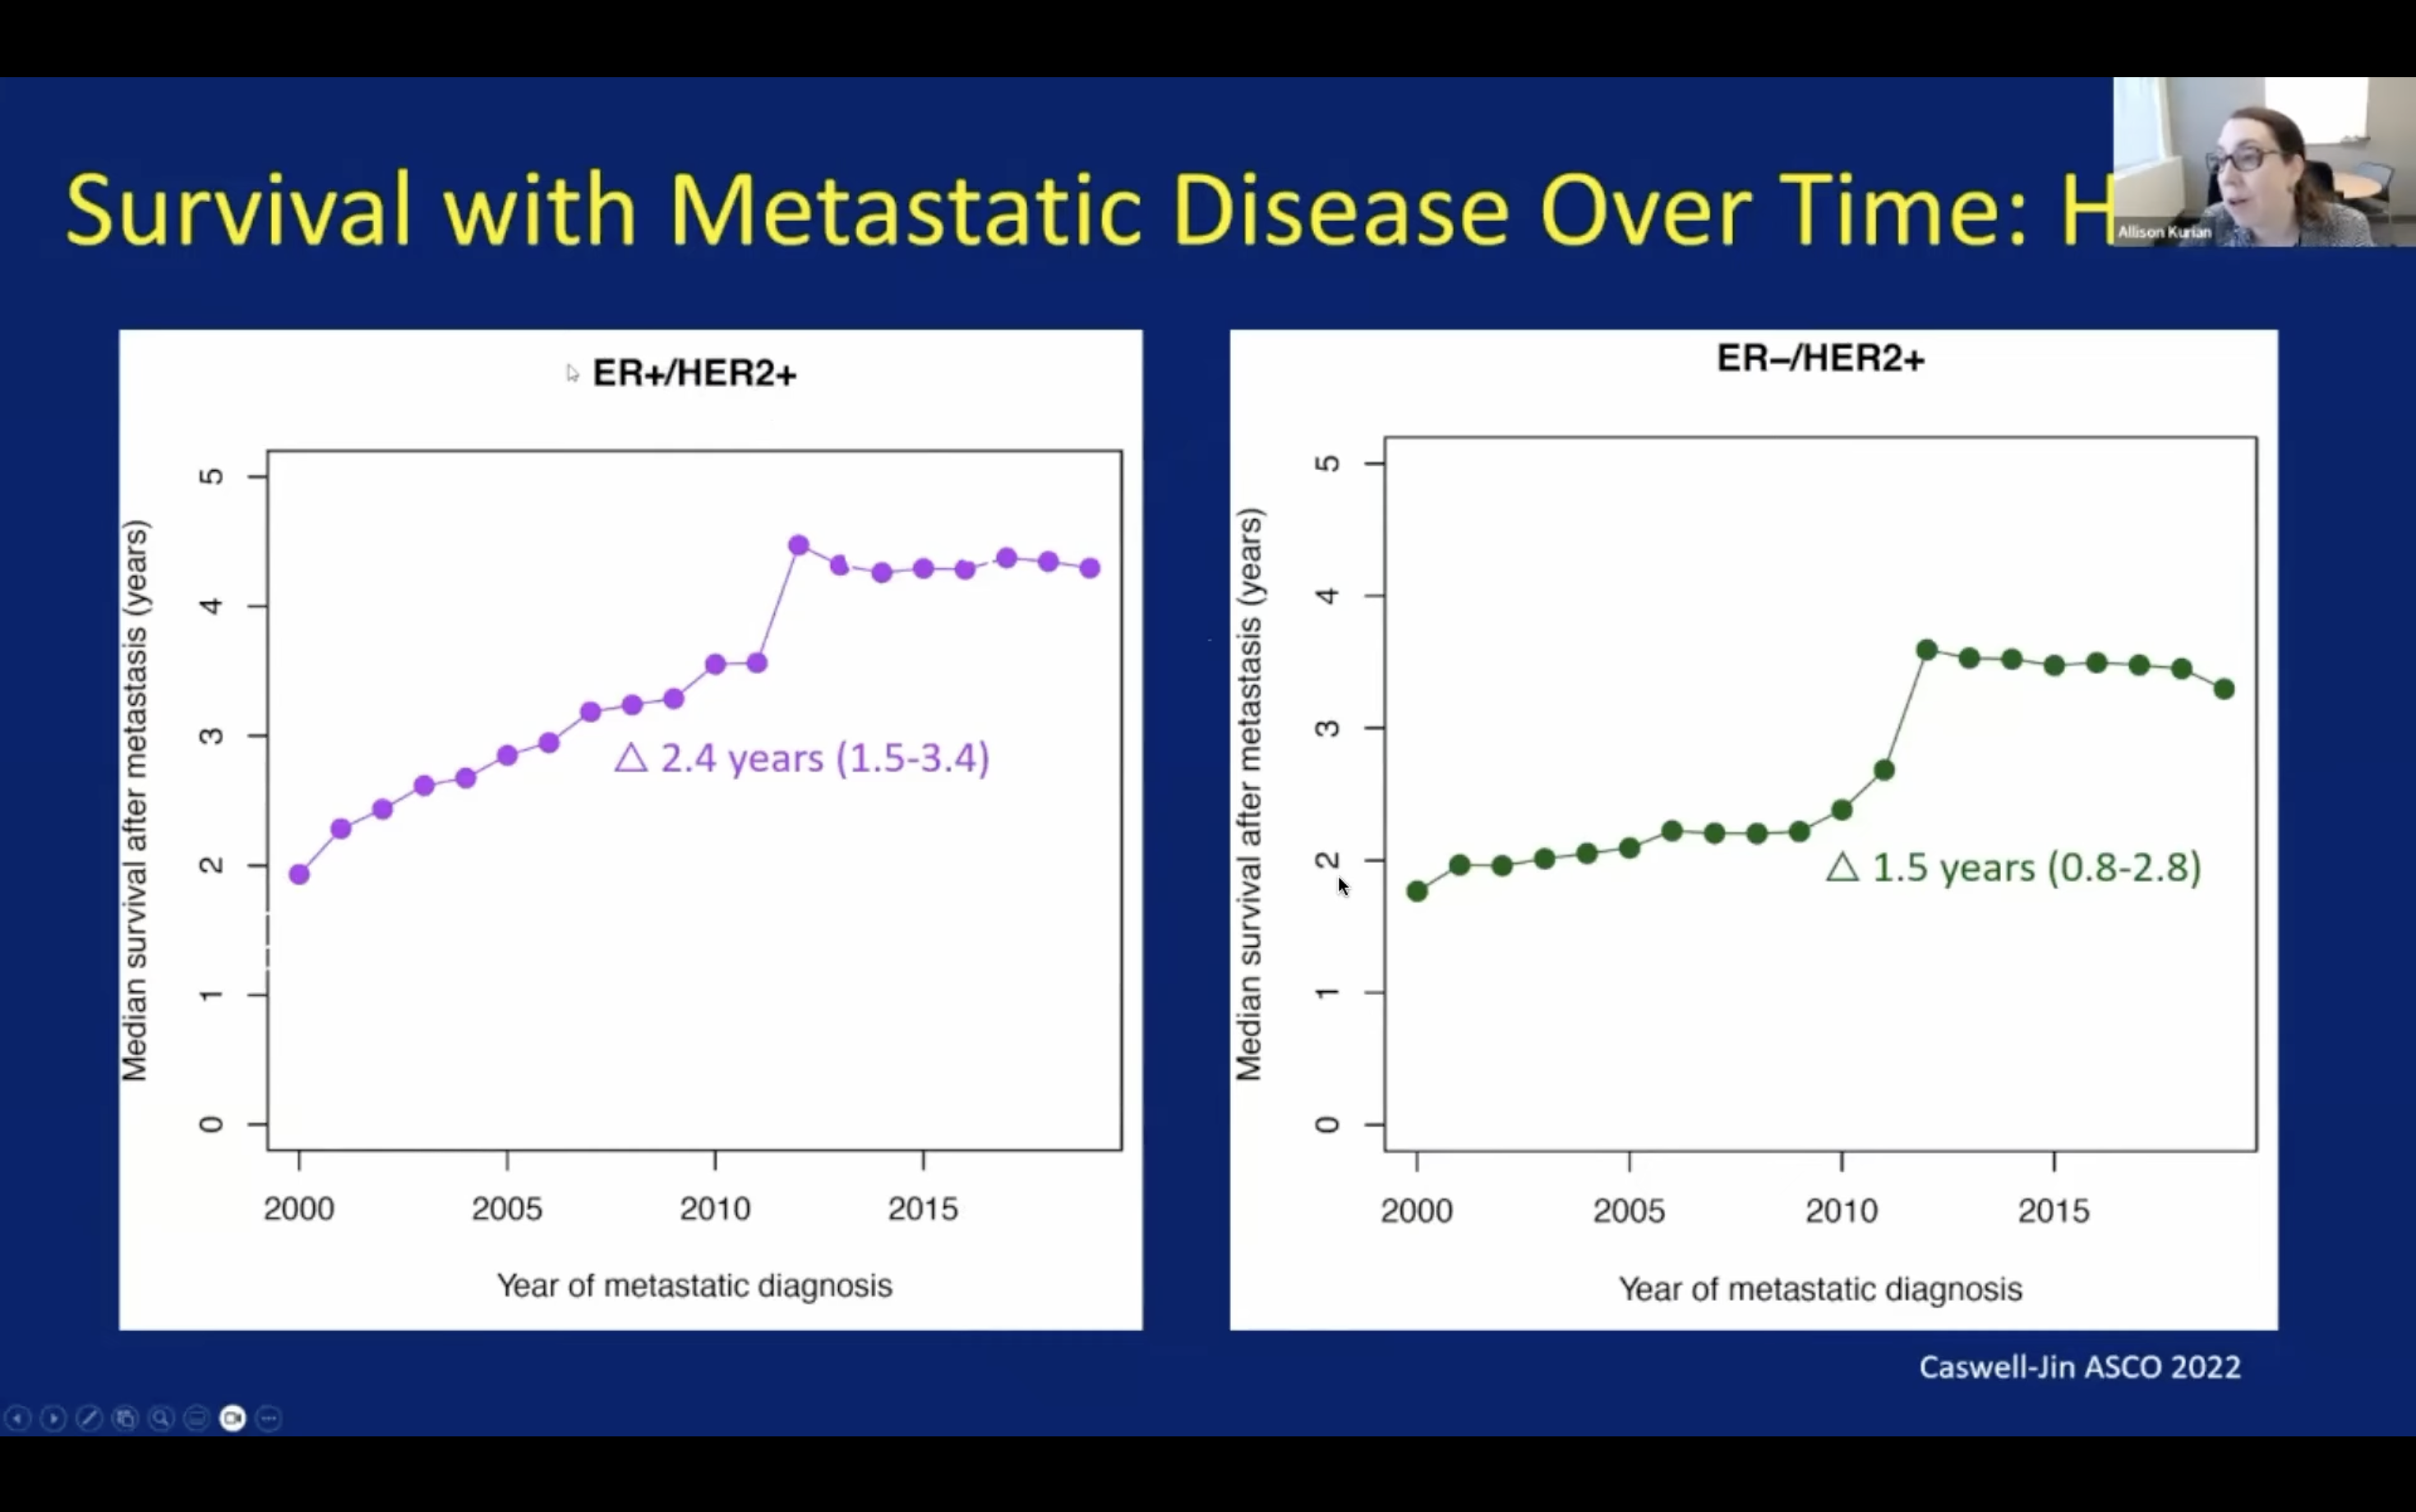 Survival with Metastatic Disease Over Time: H
Allison Kurian
ER+/HER2+
Median survival after metastasis (years)
5
4
3
2
1
0
△ 2.4 years (1.5-3.4)
2000 2005 2010 2015
Year of metastatic diagnosis
ER–/HER2+
Median survival after metastasis (years)
5
4
3
2
1
0
△ 1.5 years (0.8-2.8)
2000 2005 2010 2015
Year of metastatic diagnosis
Caswell-Jin ASCO 2022